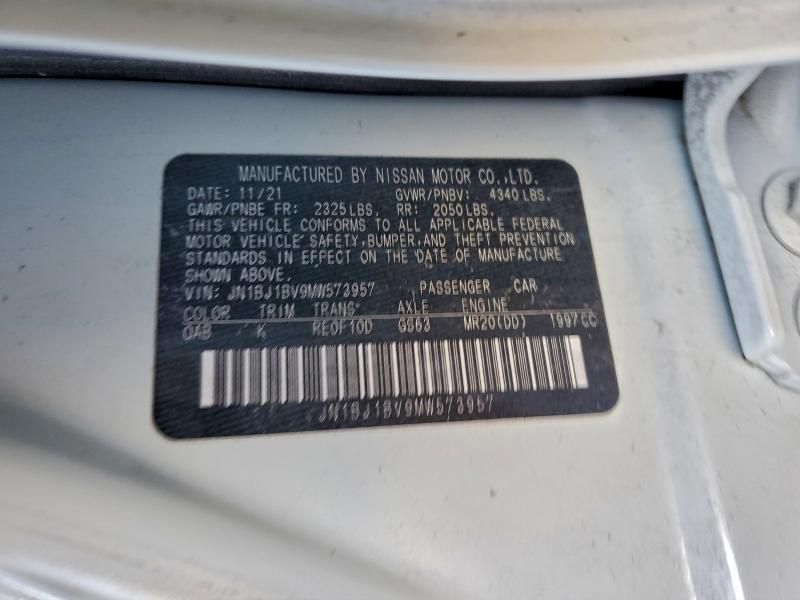 MANUFACTURED BY NISSAN MOTOR CO.,LTD.
DATE: 11/21 GVWR/PNBV: 4340 LBS.
GAWR/PNBE FR: 2325 LBS. RR: 2050 LBS.
THIS VEHICLE CONFORMS TO ALL APPLICABLE FEDERAL
MOTOR VEHICLE SAFETY, BUMPER, AND THEFT PREVENTION
STANDARDS IN EFFECT ON THE DATE OF MANUFACTURE
SHOWN ABOVE.
VIN: JN1BJ1BV9MW573957 PASSENGER CAR
COLOR TRIM TRANS AXLE ENGINE
QAB K RE0F10D GS63 MR20(DD) 1997 CC
JN1BJ1BV9MW573957